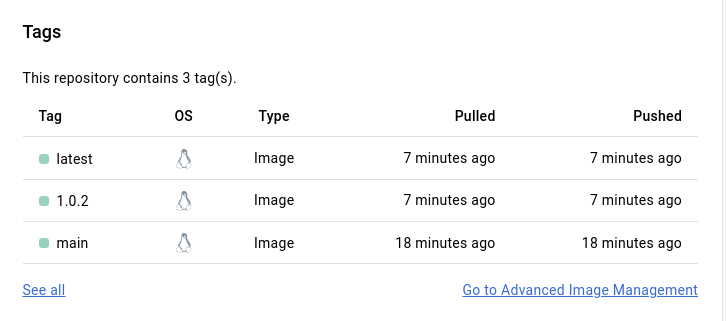 Tags
This repository contains 3 tag(s).
Tag OS Type Pulled Pushed
latest Image 7 minutes ago 7 minutes ago
1.0.2 Image 7 minutes ago 7 minutes ago
main Image 18 minutes ago 18 minutes ago
See all Go to Advanced Image Management